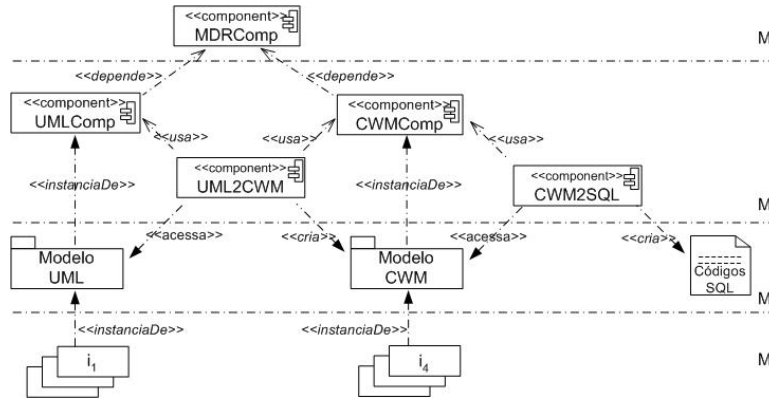 <<component>>
MDRComp
M
<<depende>>
<<depende>>
<<component>>
UMLComp
<<component>>
CWMComp
<<usa>>
<<usa>>
<<usa>>
<<component>>
UML2CWM
<<component>>
CWM2SQL
<<instanciaDe>>
<<instanciaDe>>
M
<<acessa>>
<<cria>>
<<acessa>>
<<cria>>
Modelo
UML
Modelo
CWM
Códigos
SQL
M
<<instanciaDe>>
<<instanciaDe>>
i1
i4
M